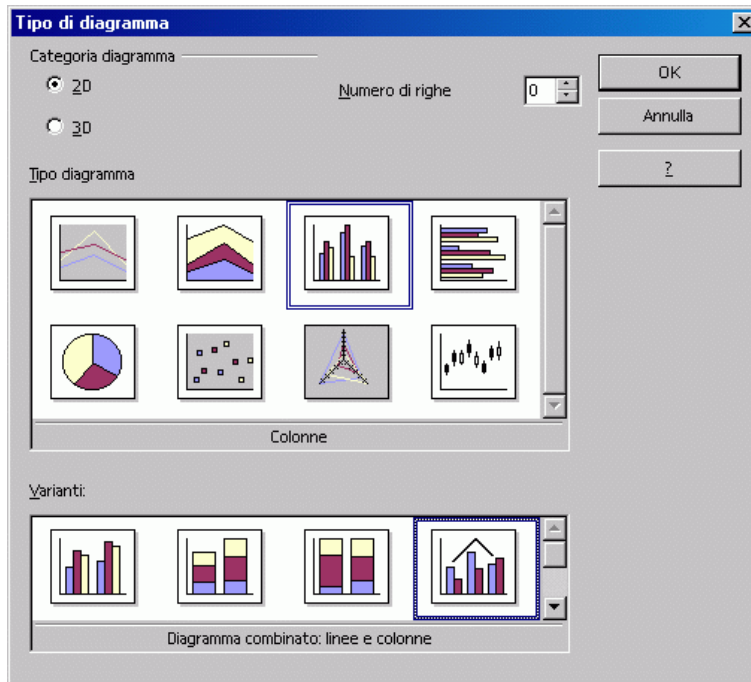 Tipo di diagramma
Categoria diagramma
2D
3D
Numero di righe
0
OK
Annulla
?
Tipo diagramma
Colonne
Varianti:
Diagramma combinato: linee e colonne